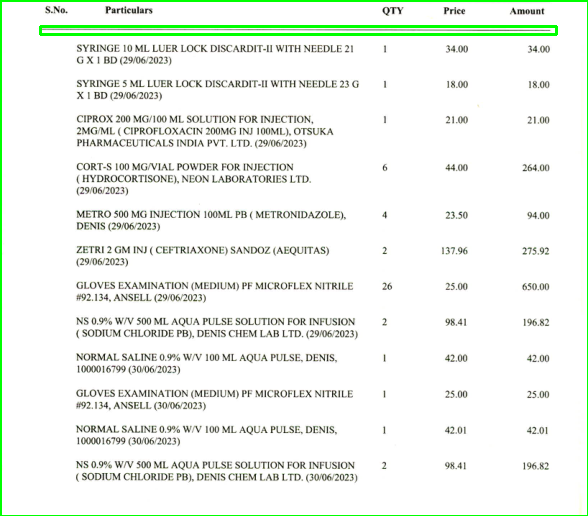 S.No. Particulars QTY Price Amount
SYRINGE 10 ML LUER LOCK DISCARDIT-II WITH NEEDLE 21 1 34.00 34.00
G X 1 BD (29/06/2023)
SYRINGE 5 ML LUER LOCK DISCARDIT-II WITH NEEDLE 23 G 1 18.00 18.00
X 1 BD (29/06/2023)
CIPROX 200 MG/100 ML SOLUTION FOR INJECTION, 1 21.00 21.00
2MG/ML ( CIPROFLOXACIN 200MG INJ 100ML), OTSUKA
PHARMACEUTICALS INDIA PVT. LTD. (29/06/2023)
CORT-S 100 MG/VIAL POWDER FOR INJECTION 6 44.00 264.00
( HYDROCORTISONE), NEON LABORATORIES LTD.
(29/06/2023)
METRO 500 MG INJECTION 100ML PB ( METRONIDAZOLE), 4 23.50 94.00
DENIS (29/06/2023)
ZETRI 2 GM INJ ( CEFTRIAXONE) SANDOZ (AEQUITAS) 2 137.96 275.92
(29/06/2023)
GLOVES EXAMINATION (MEDIUM) PF MICROFLEX NITRILE 26 25.00 650.00
#92.134, ANSELL (29/06/2023)
NS 0.9% W/V 500 ML AQUA PULSE SOLUTION FOR INFUSION 2 98.41 196.82
( SODIUM CHLORIDE PB), DENIS CHEM LAB LTD. (29/06/2023)
NORMAL SALINE 0.9% W/V 100 ML AQUA PULSE, DENIS, 1 42.00 42.00
1000016799 (30/06/2023)
GLOVES EXAMINATION (MEDIUM) PF MICROFLEX NITRILE 1 25.00 25.00
#92.134, ANSELL (30/06/2023)
NORMAL SALINE 0.9% W/V 100 ML AQUA PULSE, DENIS, 1 42.01 42.01
1000016799 (30/06/2023)
NS 0.9% W/V 500 ML AQUA PULSE SOLUTION FOR INFUSION 2 98.41 196.82
( SODIUM CHLORIDE PB), DENIS CHEM LAB LTD. (30/06/2023)